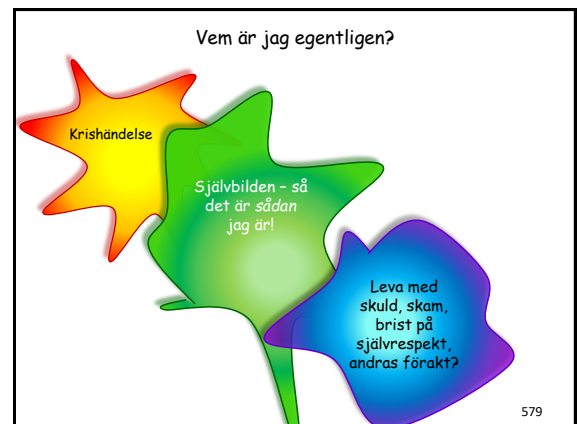 Vem är jag egentligen?
Krishändelse
Självbilden – så
det är sådan
jag är!
Leva med
skuld, skam,
brist på
självrespekt,
andras förakt?
579